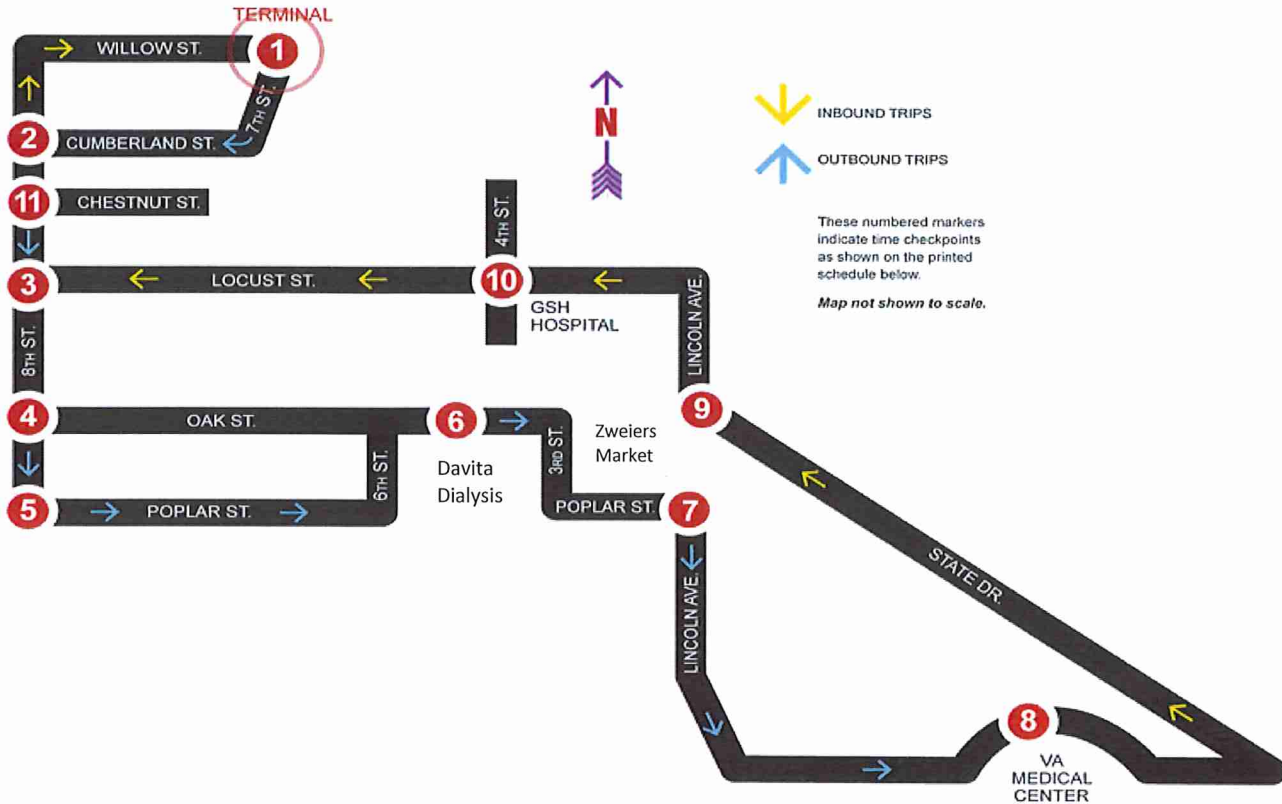 TERMINAL
1
WILLOW ST.
7TH ST.
2
CUMBERLAND ST.
11
CHESTNUT ST.
3
LOCUST ST.
4TH ST.
10
GSH
HOSPITAL
LINCOLN AVE.
8TH ST.
4
OAK ST.
6
Davita
Dialysis
6TH ST.
3RD ST.
Zweiers
Market
9
5
POPLAR ST.
POPLAR ST.
7
LINCOLN AVE.
STATE DR.
8
VA
MEDICAL
CENTER
N
INBOUND TRIPS
OUTBOUND TRIPS
These numbered markers
indicate time checkpoints
as shown on the printed
schedule below.
Map not shown to scale.